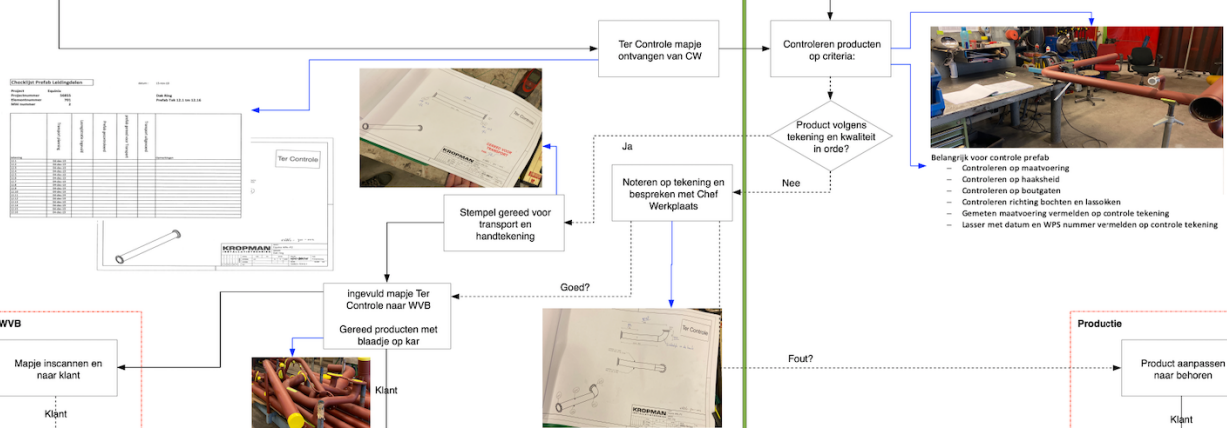 Ter Controle mapje
ontvangen van CW
Controleren producten
op criteria:
Checklijst Prefab Leidingdelen
Project
Projectnummer
Ter Controle
KROPMAN
KROPMAN
Product volgens
tekening en kwaliteit
in orde?
Ja
Nee
Belangrijk voor controle prefab
– Controleren op maatvoering
– Controleren op haaksheid
– Controleren op boutgaten
– Controleren richting bochten en lassoiken
– Gemeten maatvoering vermelden op controle tekening
– Lasser met datum en WPS nummer vermelden op controle tekening
Noteren op tekening en
bespreken met Chef
Werkplaats
Stempel gereed voor
transport en
handtekening
Goed?
ingevuld mapje Ter
Controle naar WVB
Gereed producten met
blaadje op kar
WVB
Mapje inscannen en
naar klant
Klant
Klant
Ter Controle
KROPMAN
Fout?
Productie
Product aanpassen
naar behoren
Klant